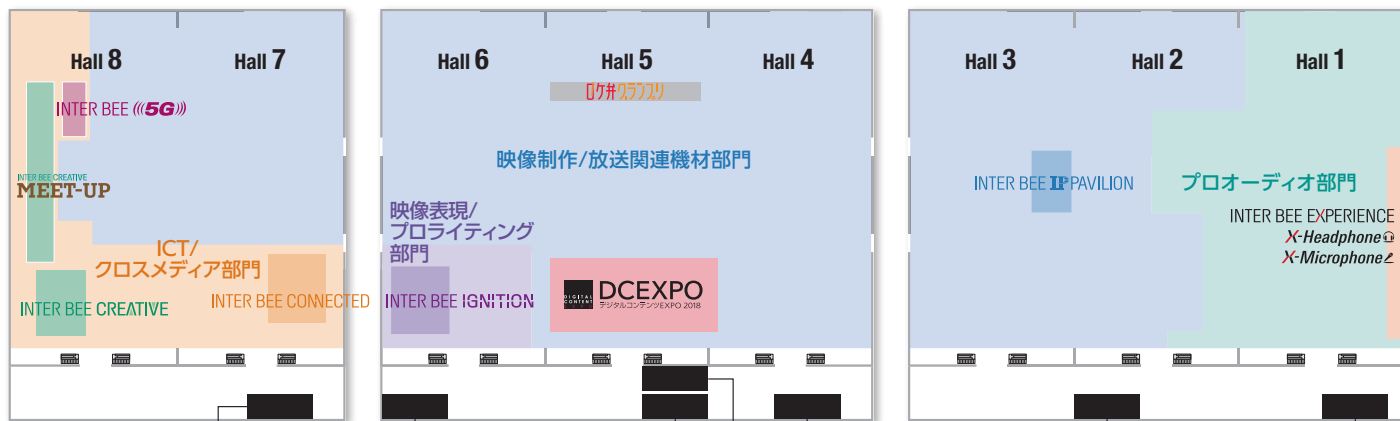 Hall 8
Hall 7
INTER BEE (((5G)))
INTER BEE CREATIVE
MEET-UP
ICT/
クロスメディア部門
INTER BEE CREATIVE
INTER BEE CONNECTED
Hall 6
Hall 5
Hall 4
ロケ弁グランプリ
映像制作/放送関連機材部門
映像表現/
プロライティング
部門
INTER BEE IGNITION
DIGITAL
CONTENT
EXPO
DCEXPO
デジタルコンテンツEXPO 2018
Hall 3
Hall 2
Hall 1
INTER BEE IP PAVILION
プロオーディオ部門
INTER BEE EXPERIENCE
X-Headphone
X-Microphone